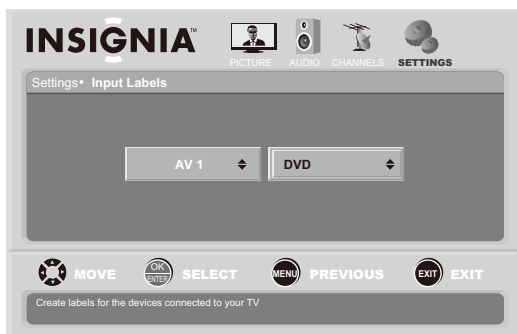 INSIGNIA™
PICTURE AUDIO CHANNELS SETTINGS
Settings• Input Labels
AV 1 DVD
MOVE OK ENTER SELECT MENU PREVIOUS EXIT EXIT
Create labels for the devices connected to your TV